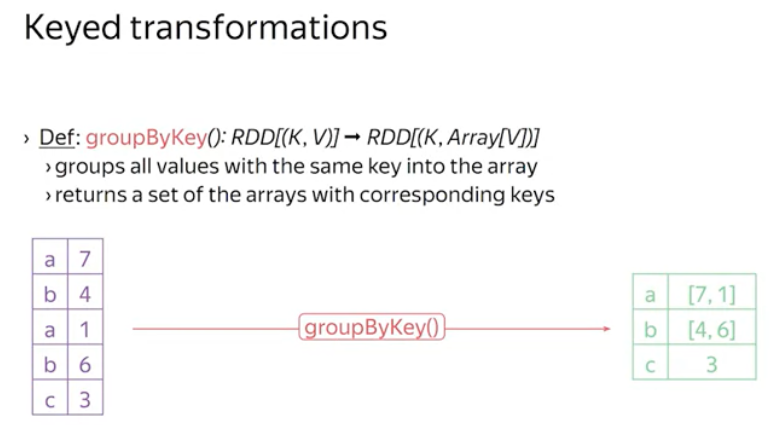 Keyed transformations
› Def: groupByKey(): RDD[(K, V)] → RDD[(K, Array[V])]
› groups all values with the same key into the array
› returns a set of the arrays with corresponding keys
a 7
b 4
a 1
b 6
c 3
groupByKey()
a [7, 1]
b [4, 6]
c 3